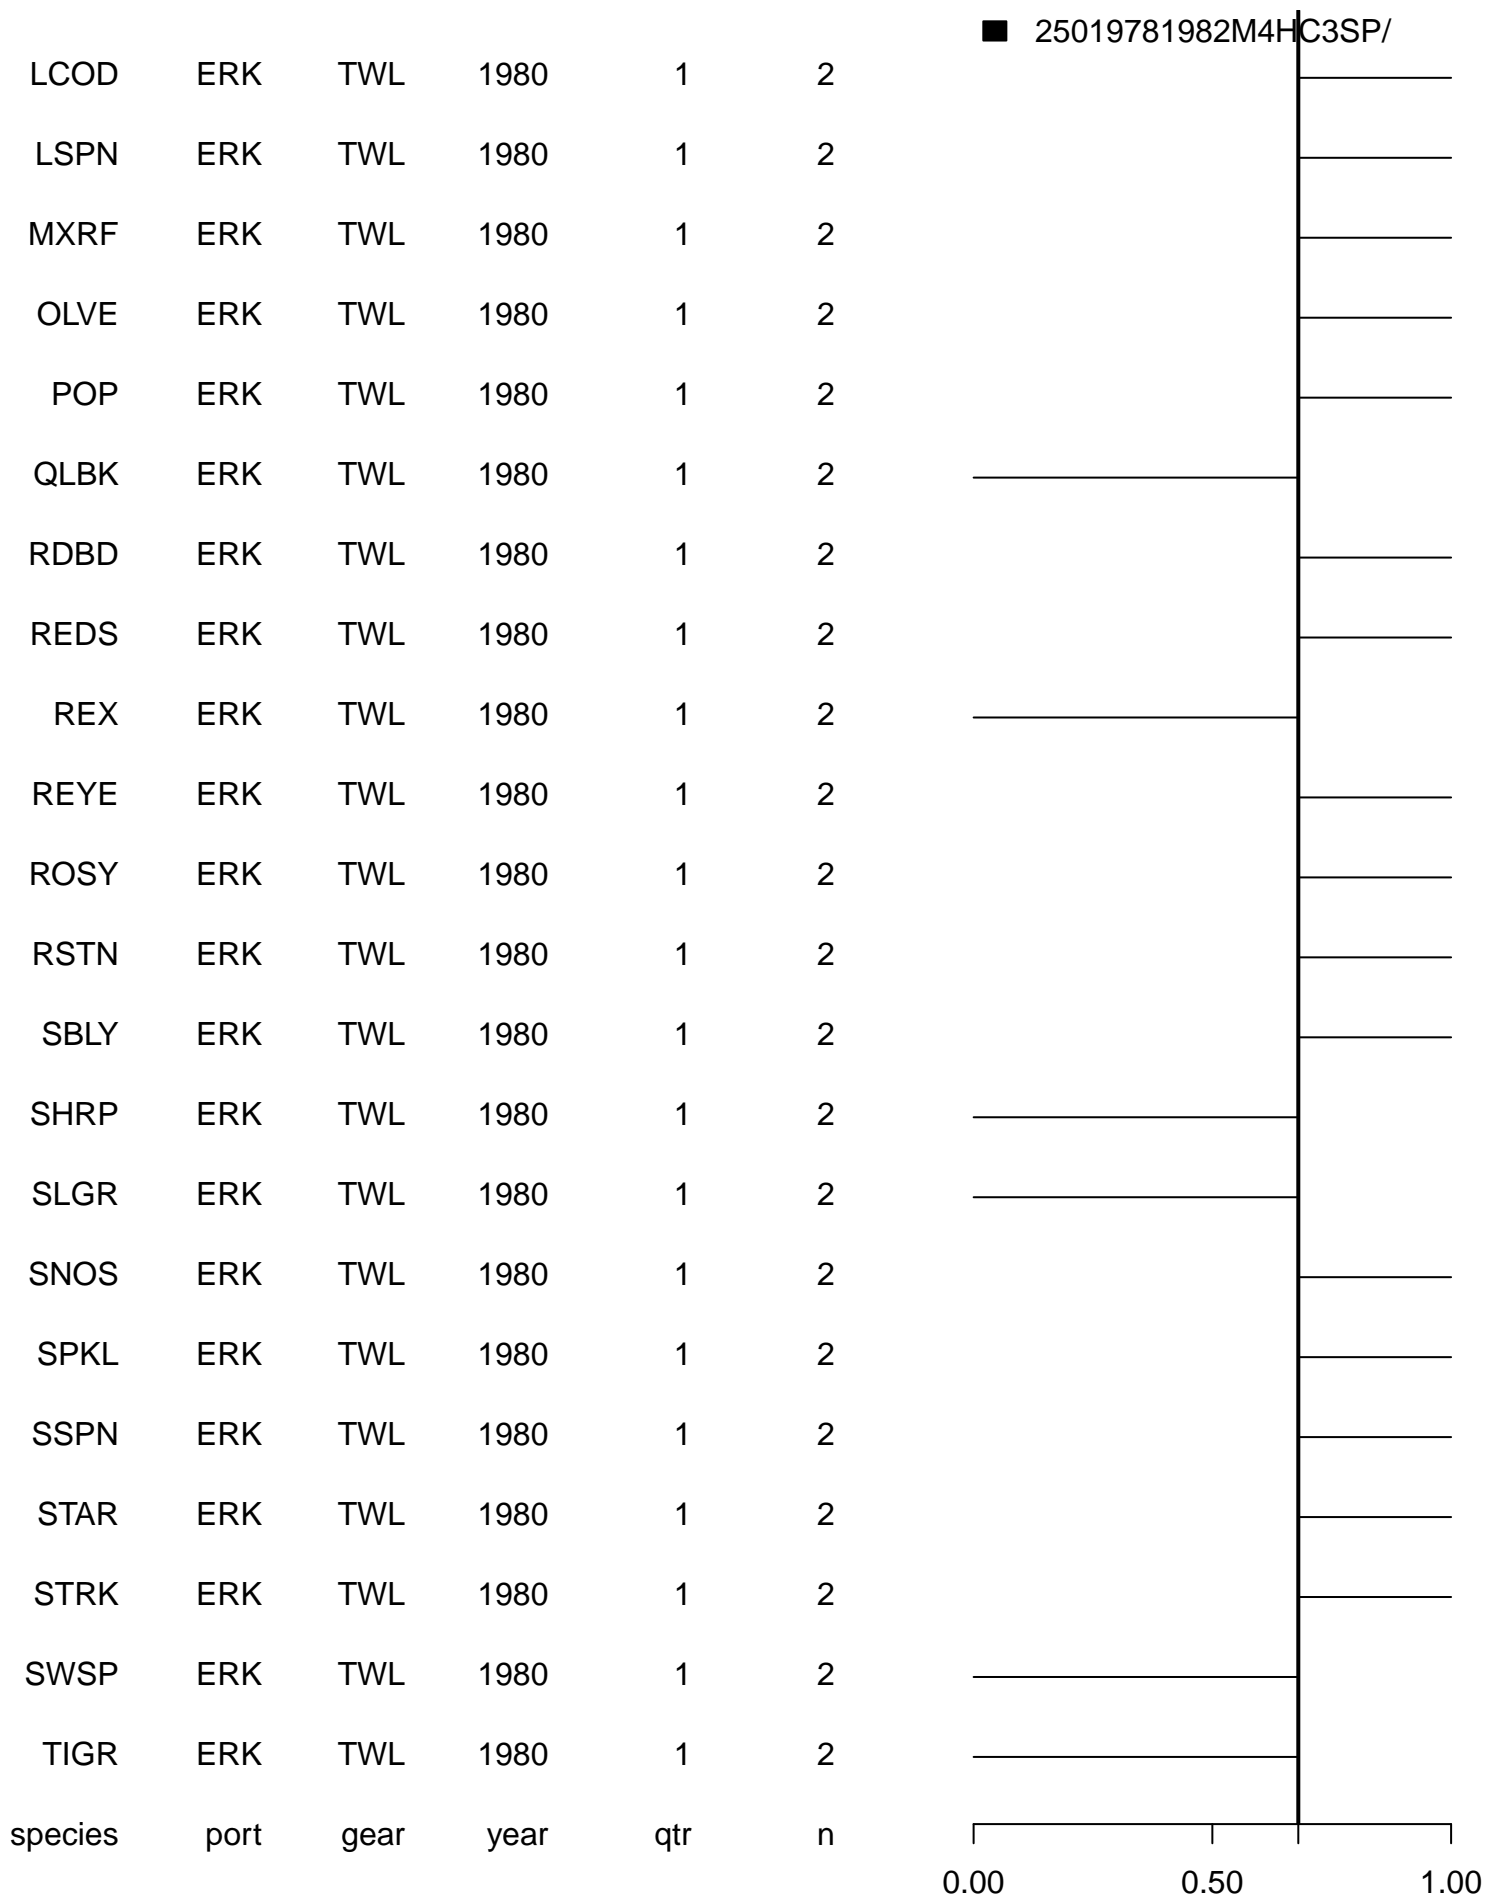 25019781982M4HC3SP/
LCOD ERK TWL 1980 1 2
LSPN ERK TWL 1980 1 2
MXRF ERK TWL 1980 1 2
OLVE ERK TWL 1980 1 2
POP ERK TWL 1980 1 2
QLBK ERK TWL 1980 1 2
RDBD ERK TWL 1980 1 2
REDS ERK TWL 1980 1 2
REX ERK TWL 1980 1 2
REYE ERK TWL 1980 1 2
ROSY ERK TWL 1980 1 2
RSTN ERK TWL 1980 1 2
SBLY ERK TWL 1980 1 2
SHRP ERK TWL 1980 1 2
SLGR ERK TWL 1980 1 2
SNOS ERK TWL 1980 1 2
SPKL ERK TWL 1980 1 2
SSPN ERK TWL 1980 1 2
STAR ERK TWL 1980 1 2
STRK ERK TWL 1980 1 2
SWSP ERK TWL 1980 1 2
TIGR ERK TWL 1980 1 2
species port gear year qtr n
0.00 0.50 1.00